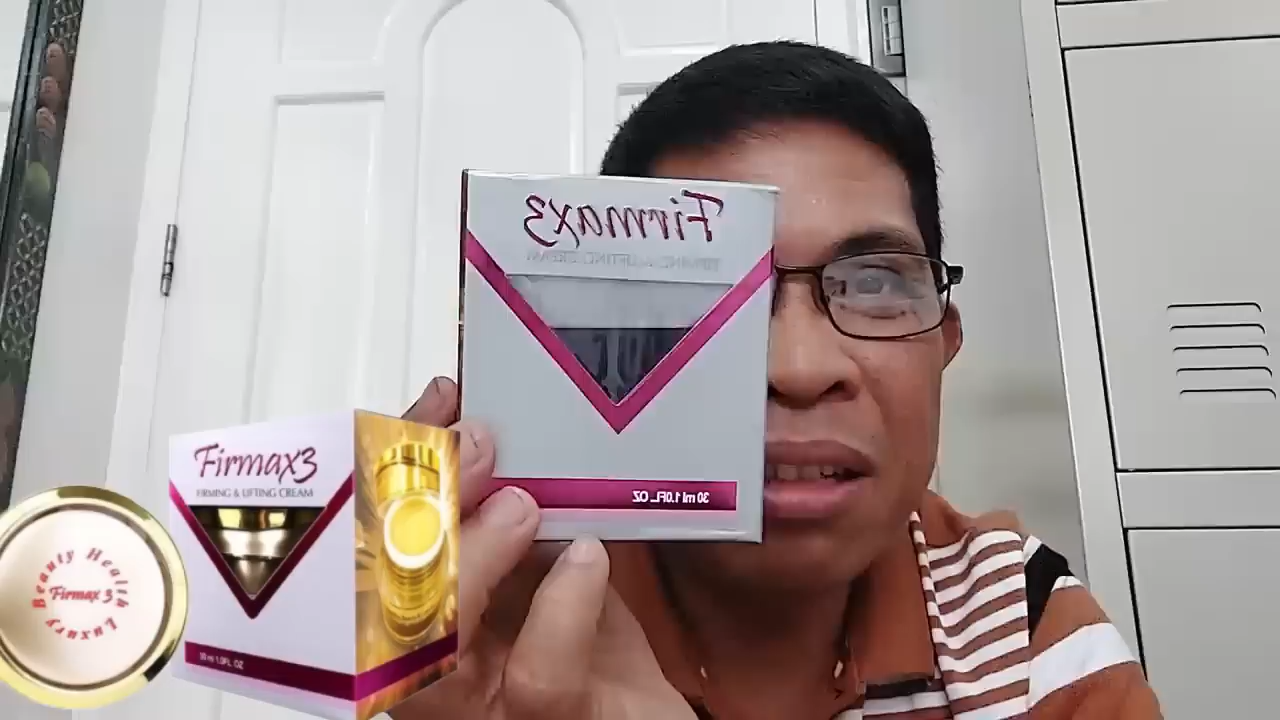 Firmax3
FIRMING & LIFTING CREAM
30 ml 1.0FL.OZ
Firmax3
FIRMING & LIFTING CREAM
30 ml 1.0FL. OZ
Beauty Health Luxury
Firmax 3